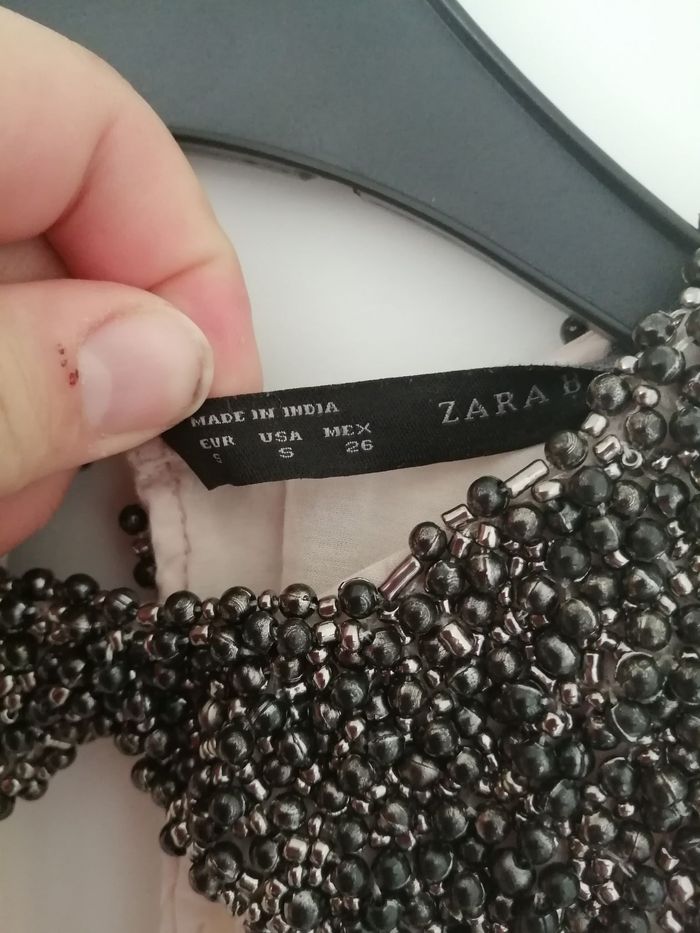 MADE IN INDIA
EUR USA MEX
S S 26
ZARA B